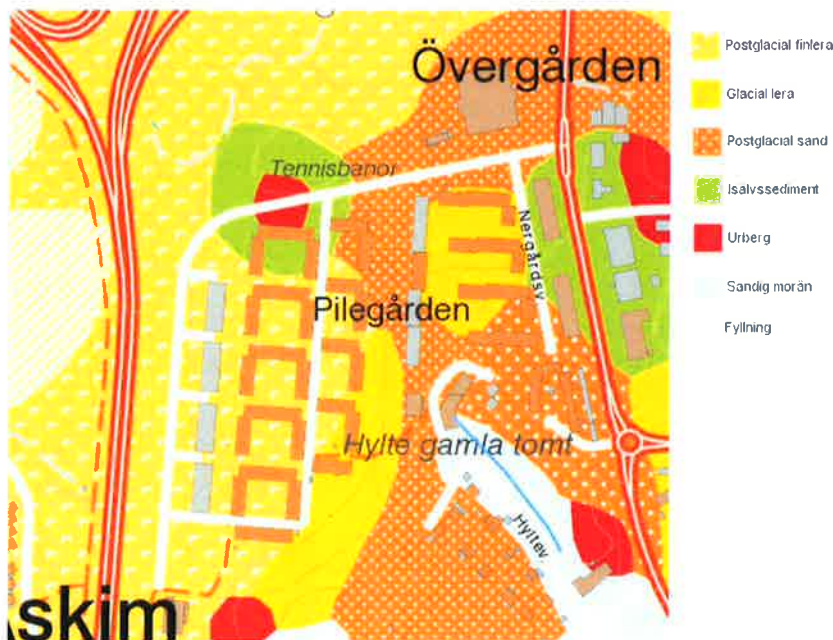 Övergården
Tennisbanor
Nergårdsv
Pilegården
Hylte gamla tomt
Hyltev
Askim
Postglacial finlera
Glacial lera
Postglacial sand
Isälvssediment
Urberg
Sandig morän
Fyllning